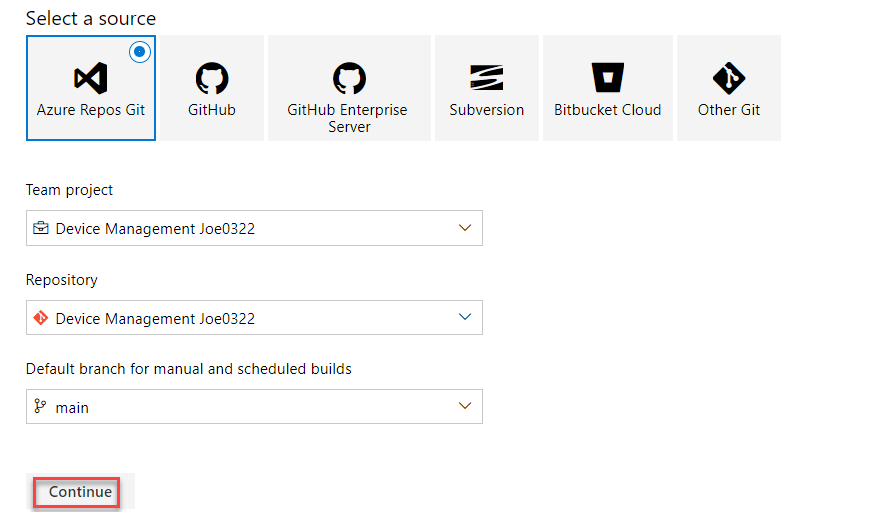 Select a source
Azure Repos Git
GitHub
GitHub Enterprise
Server
Subversion
Bitbucket Cloud
Other Git
Team project
Device Management Joe0322
Repository
Device Management Joe0322
Default branch for manual and scheduled builds
main
Continue